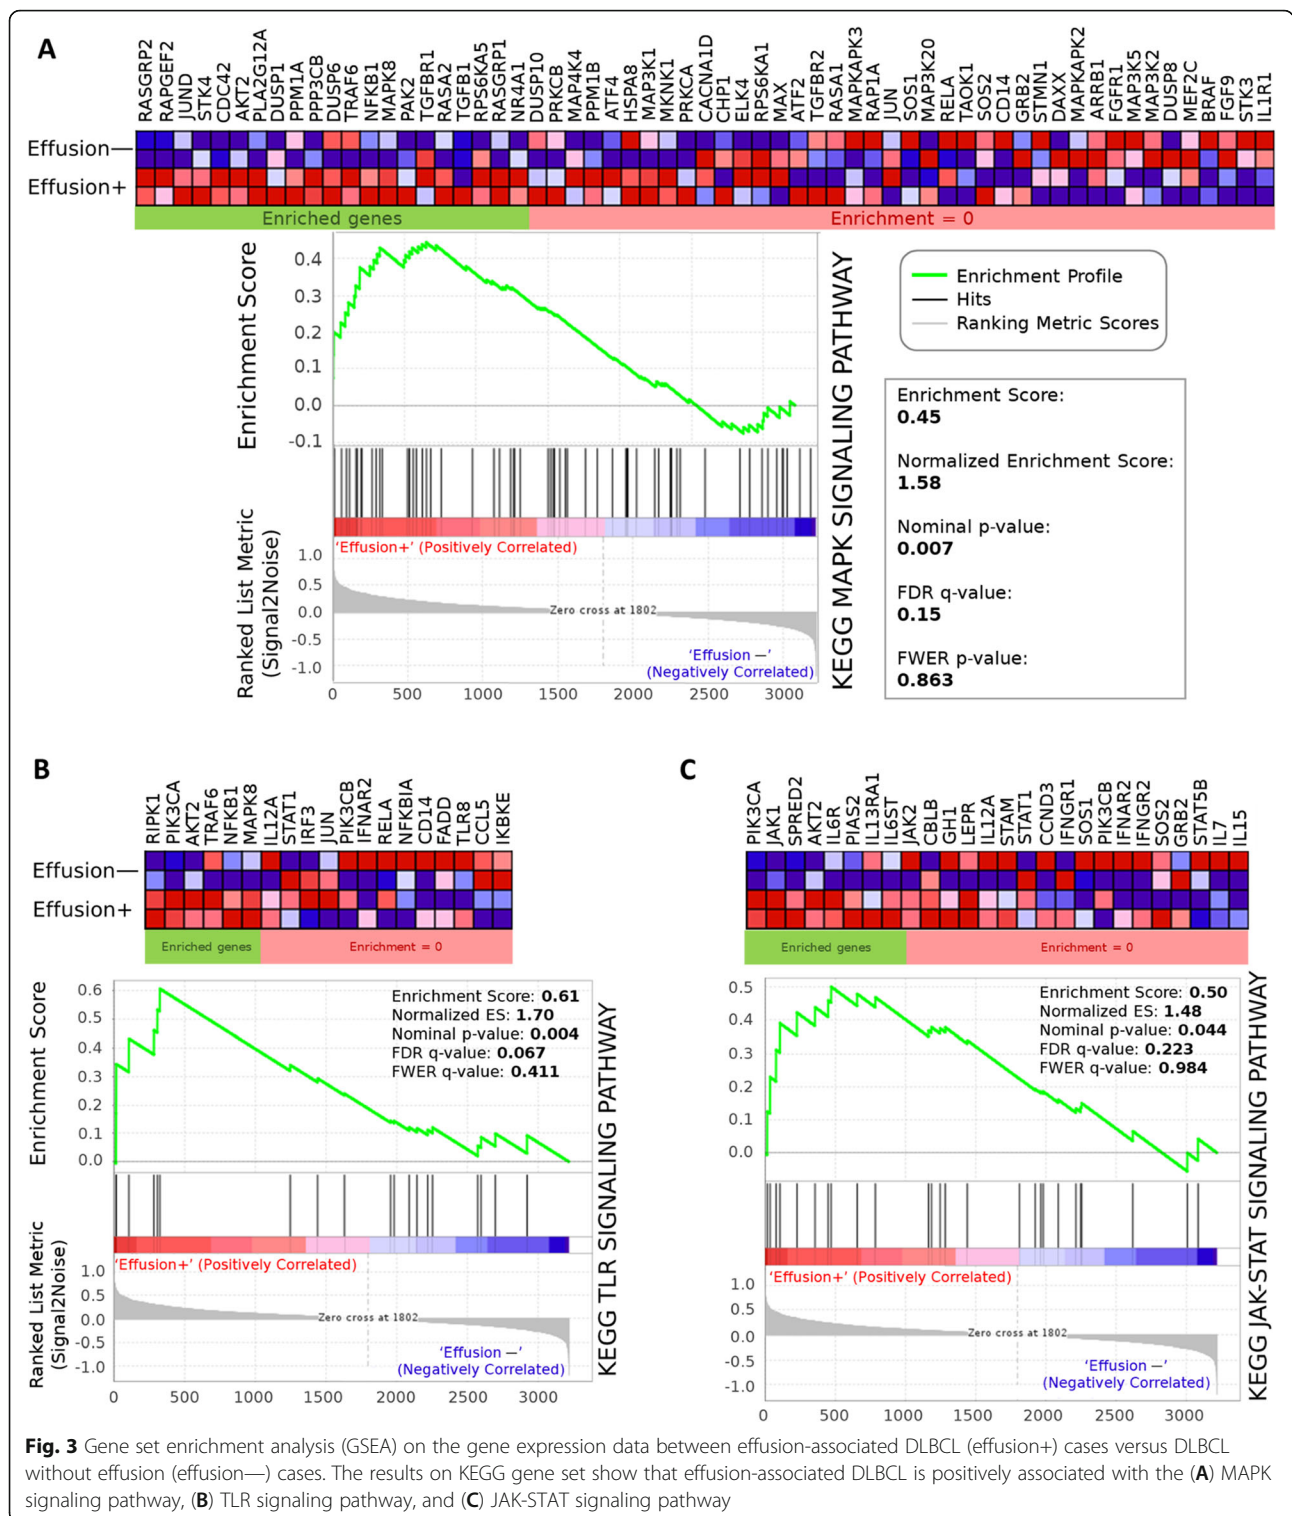 A
RASGRP2 RAPGEF2 JUND STK4 CDC42 AKT2 PLA2G12A DUSP1 PPM1A PPP3CB DUSP6 TRAF6 NFKB1 MAPK8 PAK2 TGFBR1 RASA2 TGFB1 RPS6KA5 RASGRP1 NR4A1 DUSP10 PRKCB MAP4K4 PPM1B ATF4 HSPA8 MAP3K1 MKNK1 PRKCA CACNA1D CHP1 ELK4 RPS6KA1 MAX ATF2 TGFBR2 RASA1 MAPKAPK3 RAP1A JUN SOS1 MAP3K20 RELA TAOK1 SOS2 CD14 GRB2 STMN1 DAXX MAPKAPK2 ARRB1 FGFR1 MAP3K5 MAP3K2 DUSP8 MEF2C BRAF FGF9 STK3 IL1R1
Effusion—
Effusion+
Enriched genes
Enrichment = 0
Enrichment Score
0.4
0.3
0.2
0.1
0.0
-0.1
KEGG MAPK SIGNALING PATHWAY
Enrichment Profile
Hits
Ranking Metric Scores
Enrichment Score:
0.45
Normalized Enrichment Score:
1.58
Nominal p-value:
0.007
FDR q-value:
0.15
FWER p-value:
0.863
Ranked List Metric
(Signal2Noise)
'Effusion+' (Positively Correlated)
1.0
0.5
0.0
-0.5
-1.0
Zero cross at 1802
'Effusion —'
(Negatively Correlated)
0 500 1000 1500 2000 2500 3000
B
RIPK1 PIK3CA AKT2 TRAF6 NFKB1 MAPK8 IL12A STAT1 IRF3 JUN PIK3CB IFNAR2 RELA NFKBIA CD14 FADD TLR8 CCL5 IKBKE
Effusion—
Effusion+
Enriched genes
Enrichment = 0
Enrichment Score
0.6
0.5
0.4
0.3
0.2
0.1
0.0
Enrichment Score: 0.61
Normalized ES: 1.70
Nominal p-value: 0.004
FDR q-value: 0.067
FWER q-value: 0.411
KEGG TLR SIGNALING PATHWAY
Ranked List Metric
(Signal2Noise)
'Effusion+' (Positively Correlated)
1.0
0.5
0.0
-0.5
-1.0
Zero cross at 1802
'Effusion —'
(Negatively Correlated)
0 500 1000 1500 2000 2500 3000
C
PIK3CA JAK1 SPRED2 AKT2 IL6R PIAS2 IL13RA1 IL6ST JAK2 CBLB GH1 LEPR IL12A STAM STAT1 CCND3 IFNGR1 SOS1 PIK3CB IFNAR2 IFNGR2 SOS2 GRB2 STAT5B IL7 IL15
Enriched genes
Enrichment = 0
0.5
0.4
0.3
0.2
0.1
0.0
Enrichment Score: 0.50
Normalized ES: 1.48
Nominal p-value: 0.044
FDR q-value: 0.223
FWER q-value: 0.984
KEGG JAK-STAT SIGNALING PATHWAY
'Effusion+' (Positively Correlated)
1.0
0.5
0.0
-0.5
-1.0
Zero cross at 1802
'Effusion —'
(Negatively Correlated)
0 500 1000 1500 2000 2500 3000
Fig. 3 Gene set enrichment analysis (GSEA) on the gene expression data between effusion-associated DLBCL (effusion+) cases versus DLBCL
without effusion (effusion—) cases. The results on KEGG gene set show that effusion-associated DLBCL is positively associated with the (A) MAPK
signaling pathway, (B) TLR signaling pathway, and (C) JAK-STAT signaling pathway